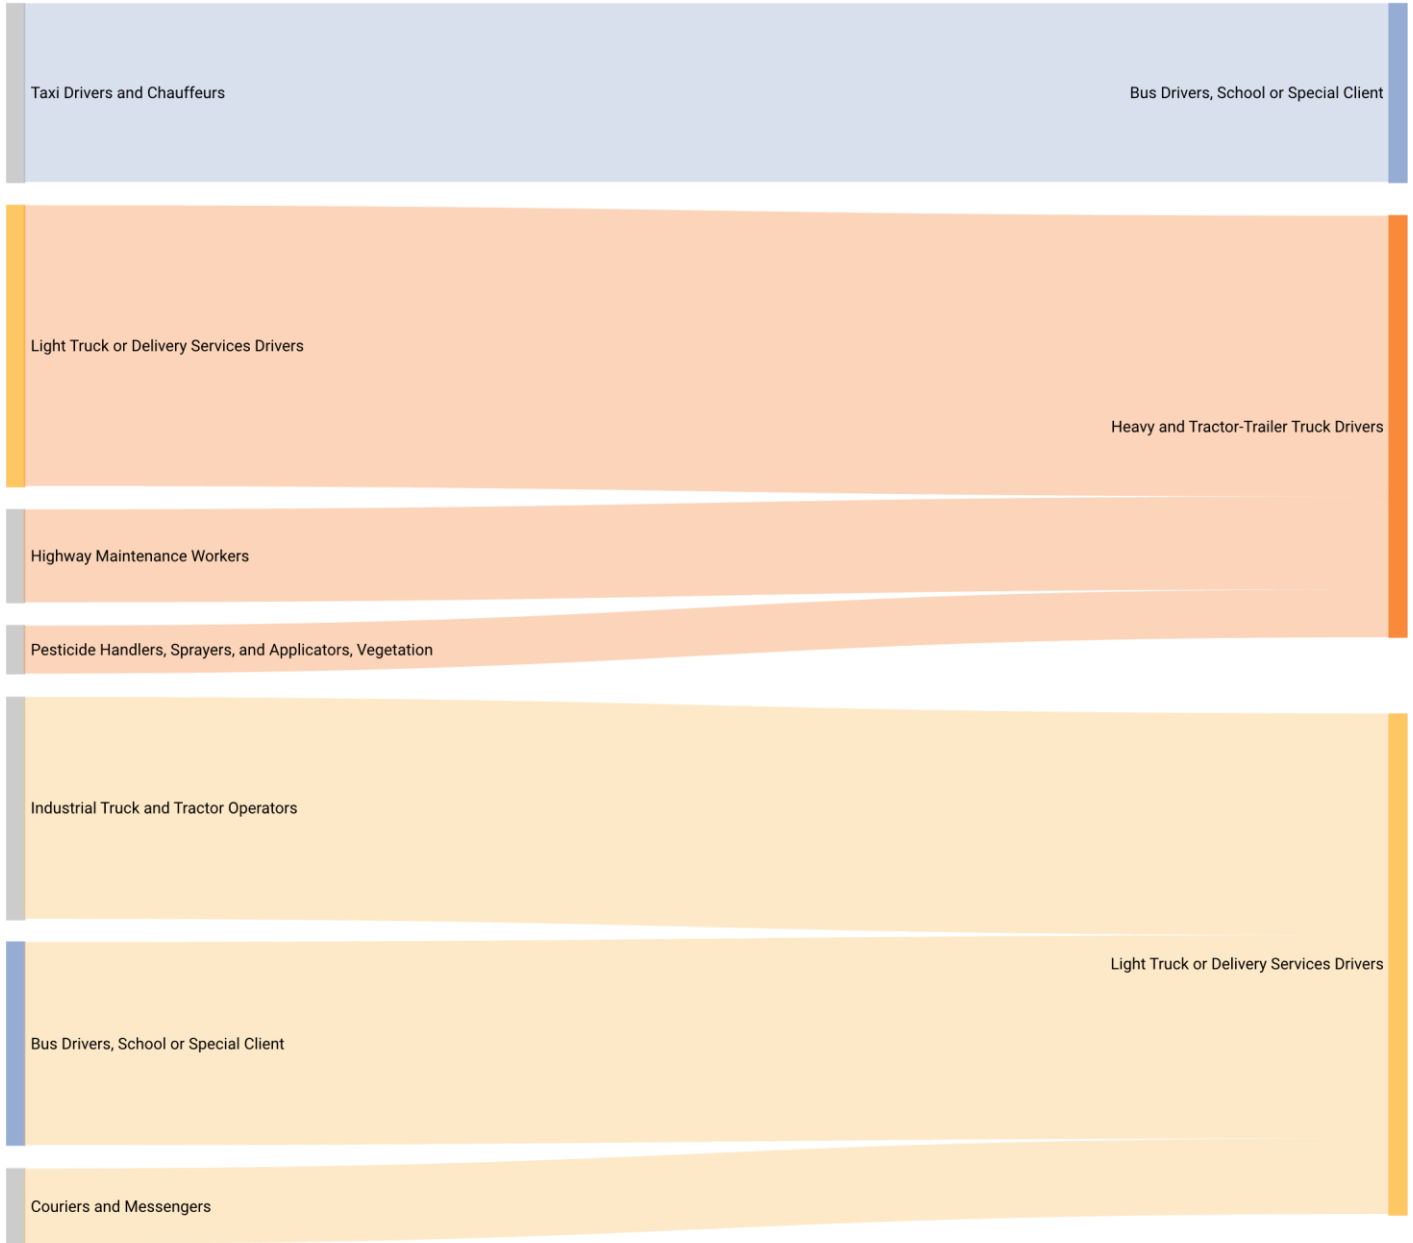 Taxi Drivers and Chauffeurs
Bus Drivers, School or Special Client
Light Truck or Delivery Services Drivers
Heavy and Tractor-Trailer Truck Drivers
Highway Maintenance Workers
Pesticide Handlers, Sprayers, and Applicators, Vegetation
Industrial Truck and Tractor Operators
Light Truck or Delivery Services Drivers
Bus Drivers, School or Special Client
Couriers and Messengers